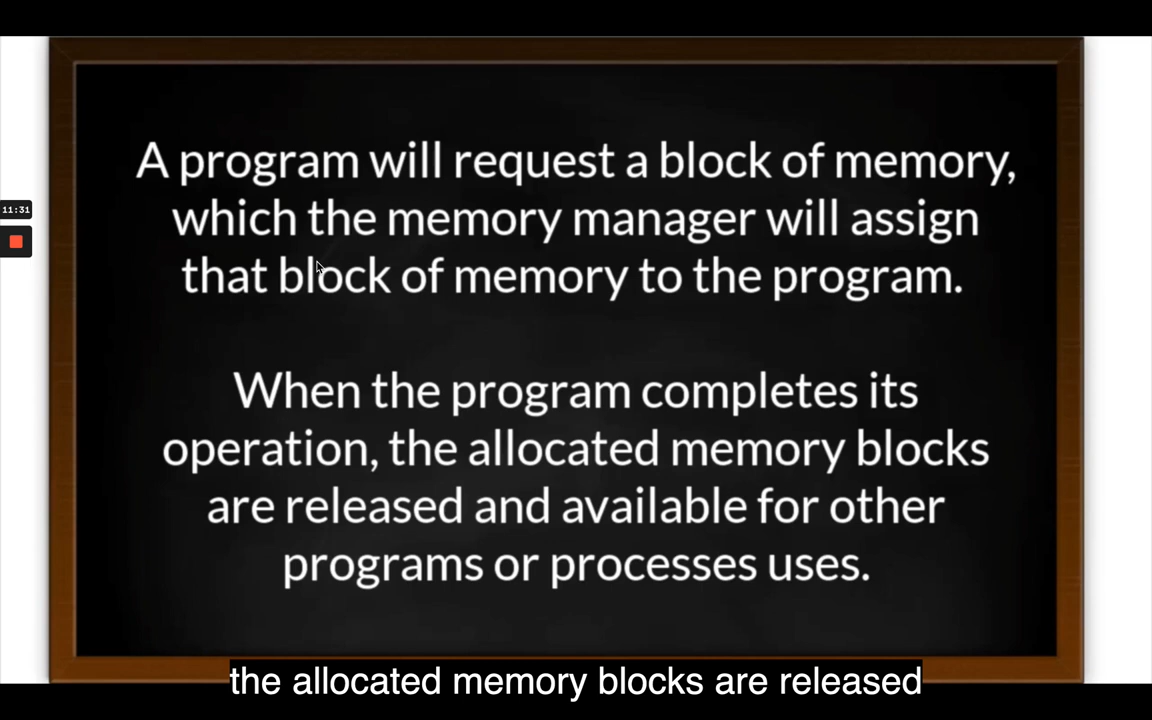 A program will request a block of memory,
which the memory manager will assign
that block of memory to the program.
When the program completes its
operation, the allocated memory blocks
are released and available for other
programs or processes uses.
11:31
the allocated memory blocks are released